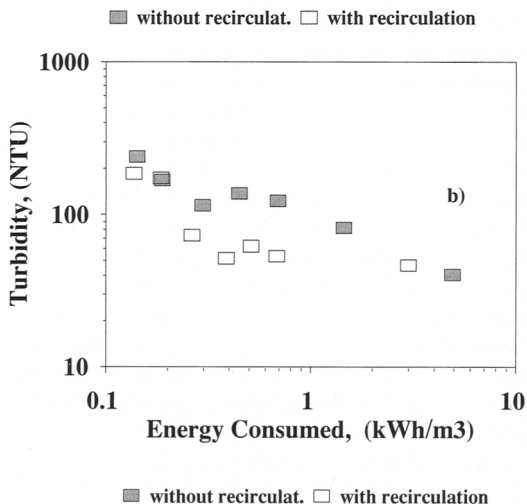 without recirculat. with recirculation
1000
100
10
Turbidity, (NTU)
b)
0.1 1 10
Energy Consumed, (kWh/m3)
without recirculat. with recirculation